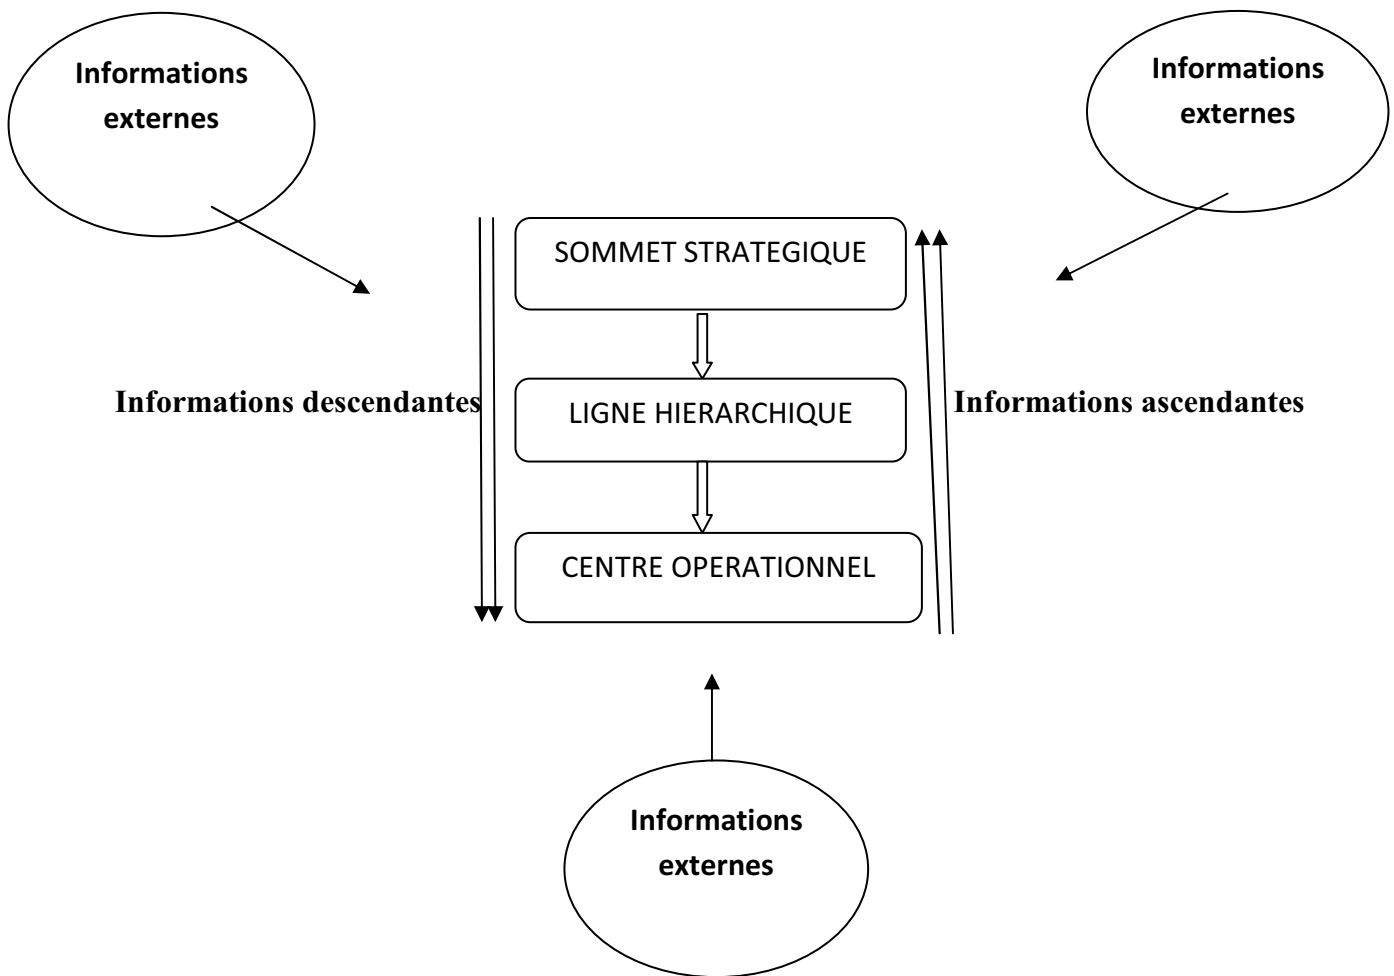 Informations
externes
Informations
externes
SOMMET STRATEGIQUE
Informations descendantes
LIGNE HIERARCHIQUE
Informations ascendantes
CENTRE OPERATIONNEL
Informations
externes